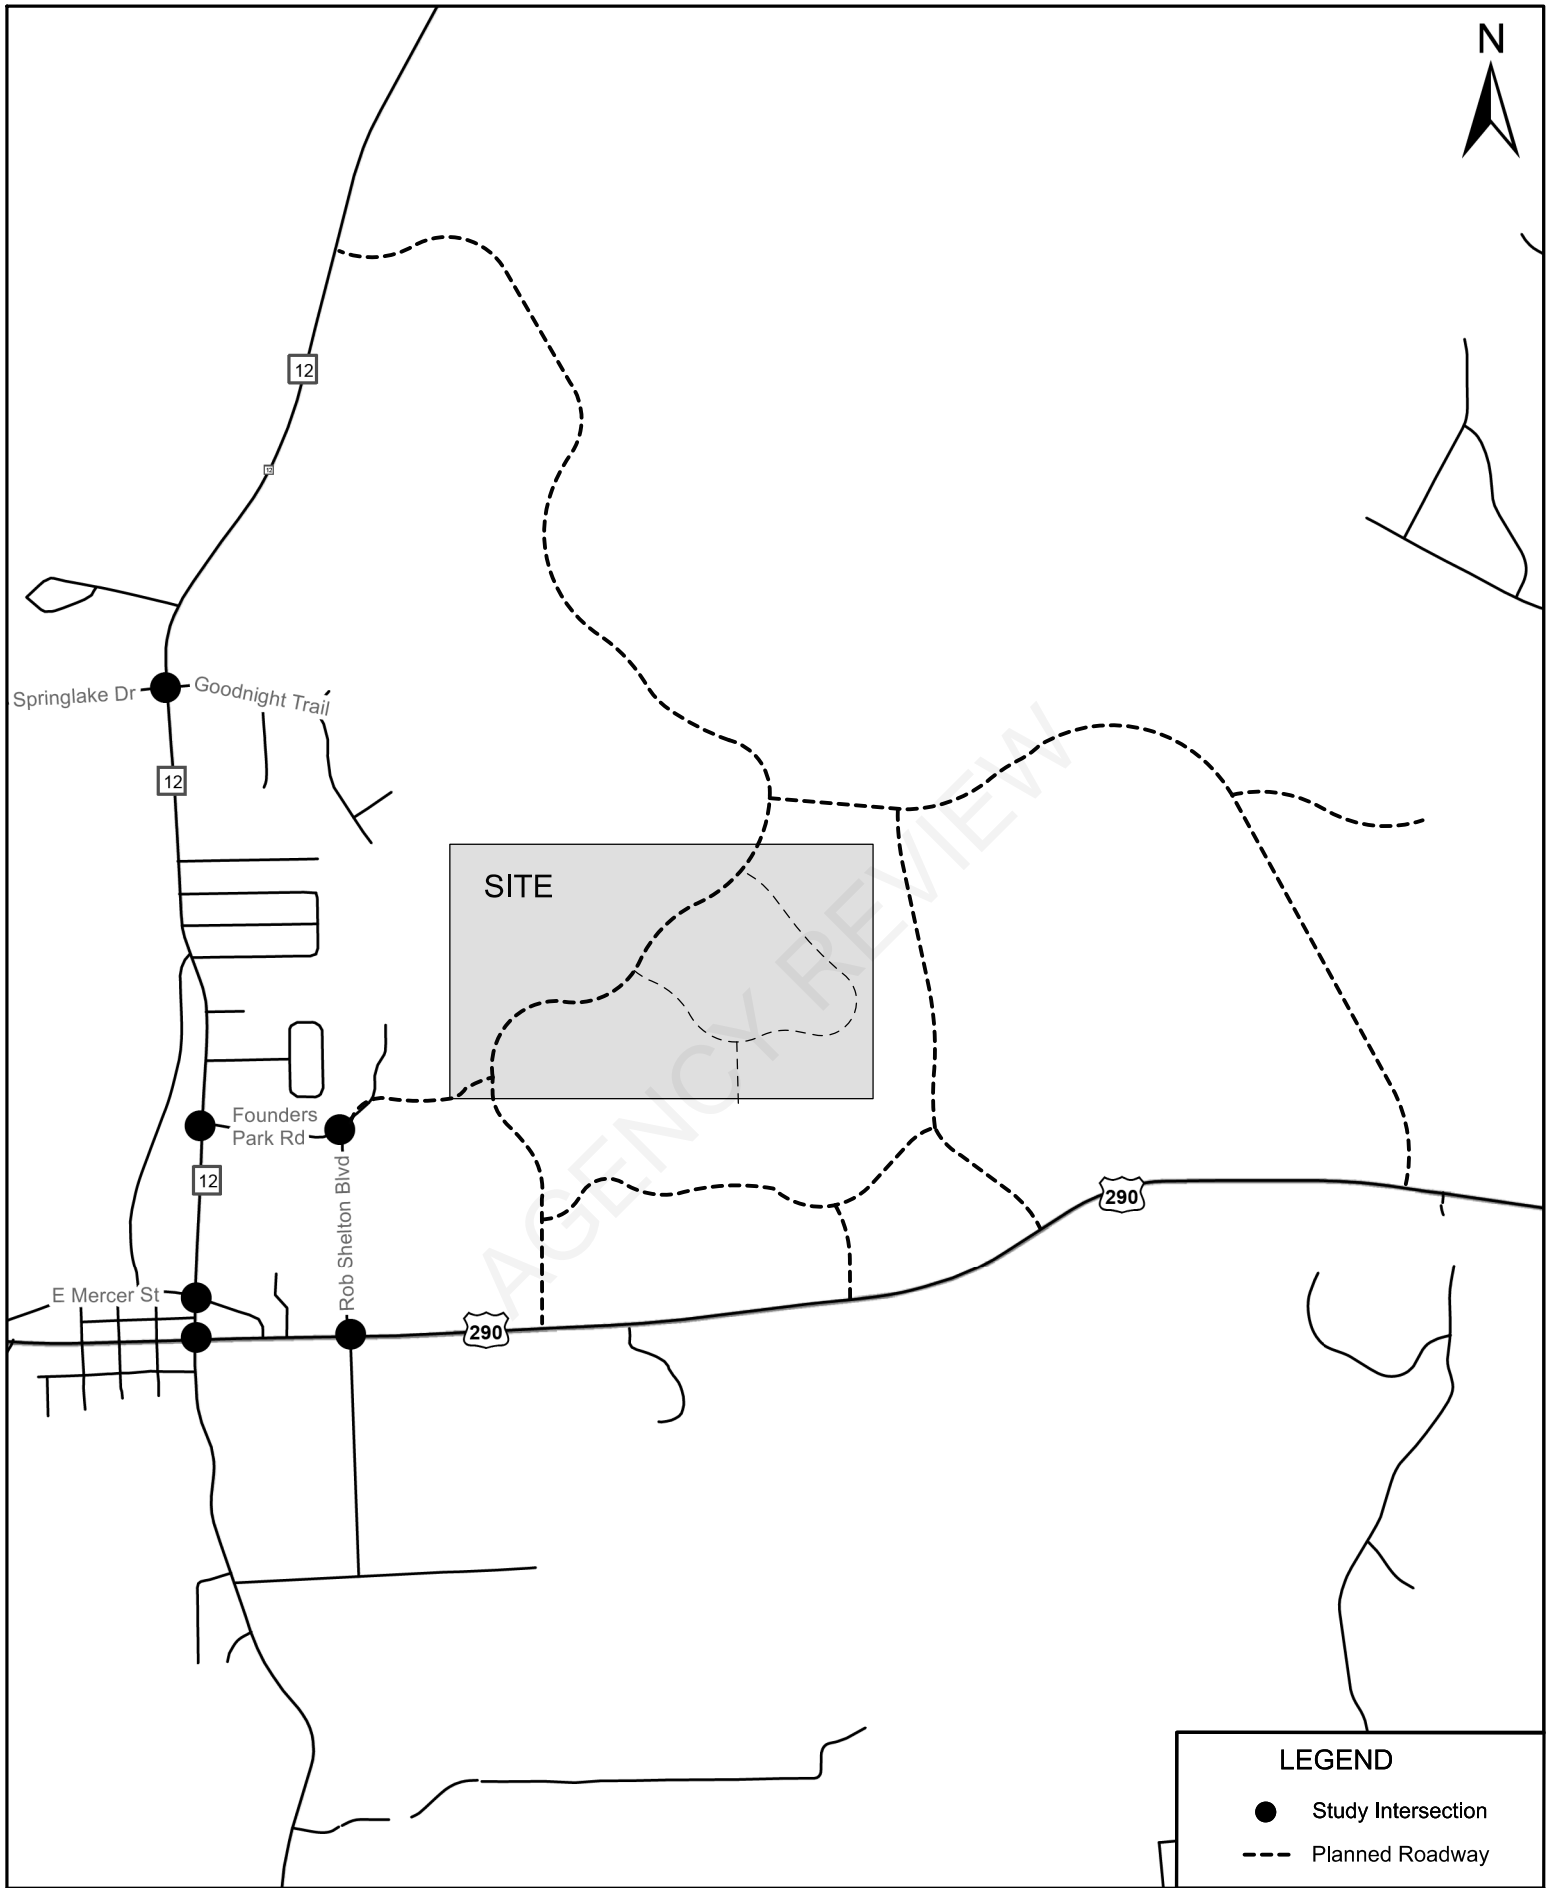 N
12
12
Springlake Dr
Goodnight Trail
12
SITE
AGENCY REVIEW
Founders
Park Rd
12
Rob Shelton Blvd
290
E Mercer St
290
LEGEND
Study Intersection
Planned Roadway